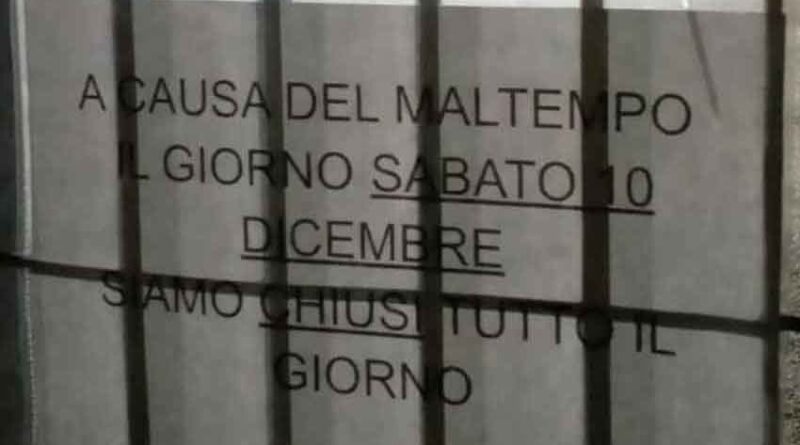 A CAUSA DEL MALTEMPO
IL GIORNO SABATO 10
DICEMBRE
SIAMO CHIUSI TUTTO IL
GIORNO